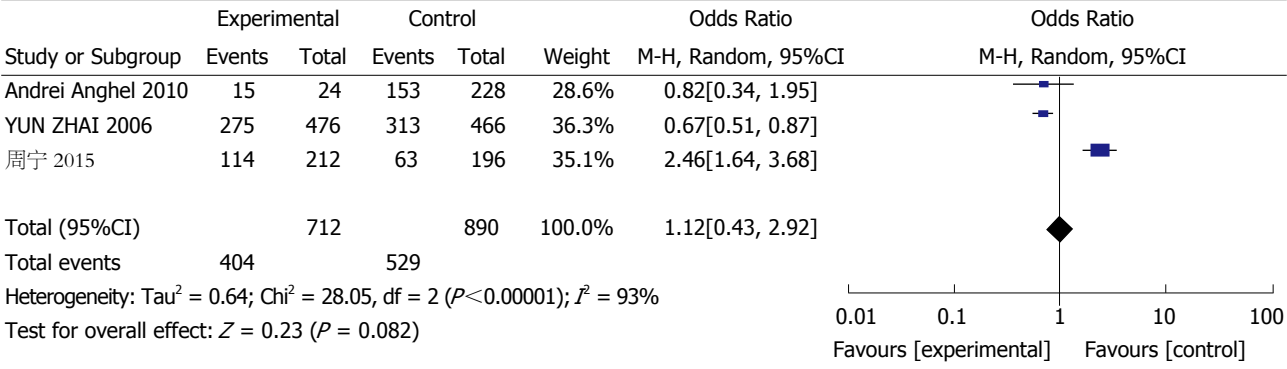 Experimental Control Odds Ratio Odds Ratio
Study or Subgroup Events Total Events Total Weight M-H, Random, 95%CI M-H, Random, 95%CI
Andrei Anghel 2010 15 24 153 228 28.6% 0.82[0.34, 1.95]
YUN ZHAI 2006 275 476 313 466 36.3% 0.67[0.51, 0.87]
周宁 2015 114 212 63 196 35.1% 2.46[1.64, 3.68]
Total (95%CI) 712 890 100.0% 1.12[0.43, 2.92]
Total events 404 529
Heterogeneity: Tau² = 0.64; Chi² = 28.05, df = 2 (P<0.00001); I² = 93%
Test for overall effect: Z = 0.23 (P = 0.082)
0.01 0.1 1 10 100
Favours [experimental] Favours [control]